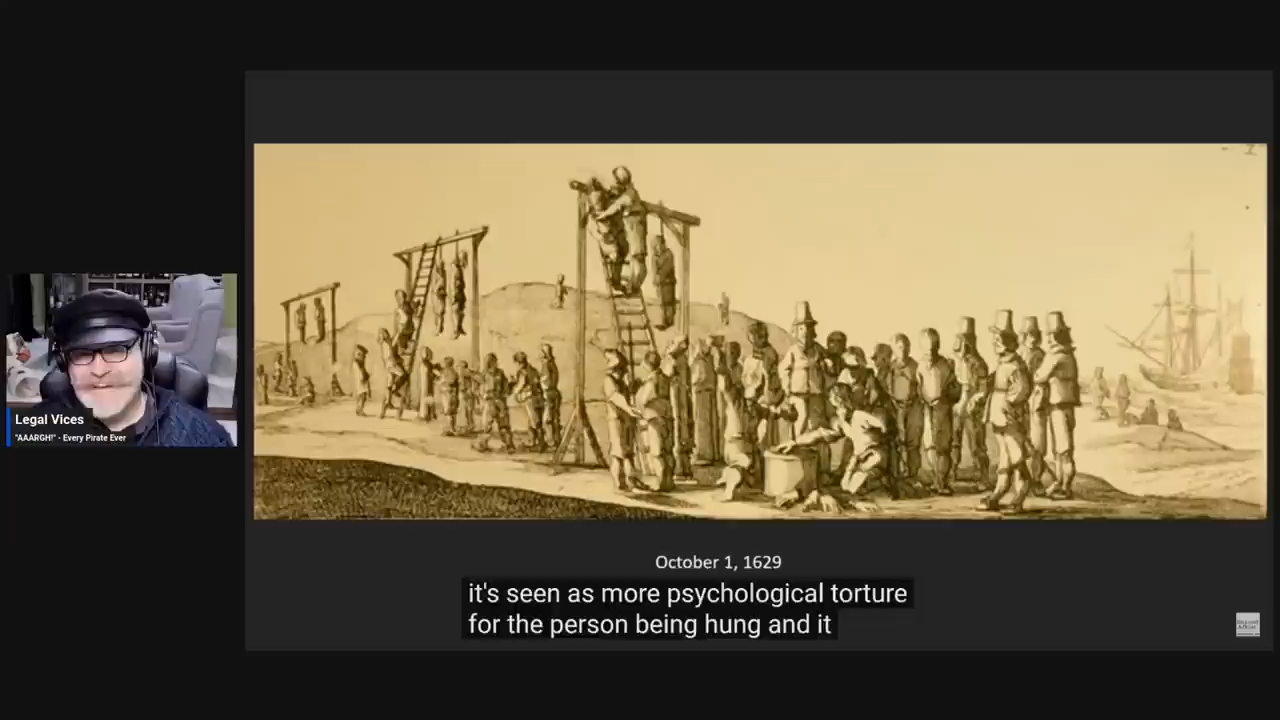 Legal Vices
"AAARGH!" - Every Pirate Ever
October 1, 1629
it's seen as more psychological torture
for the person being hung and it